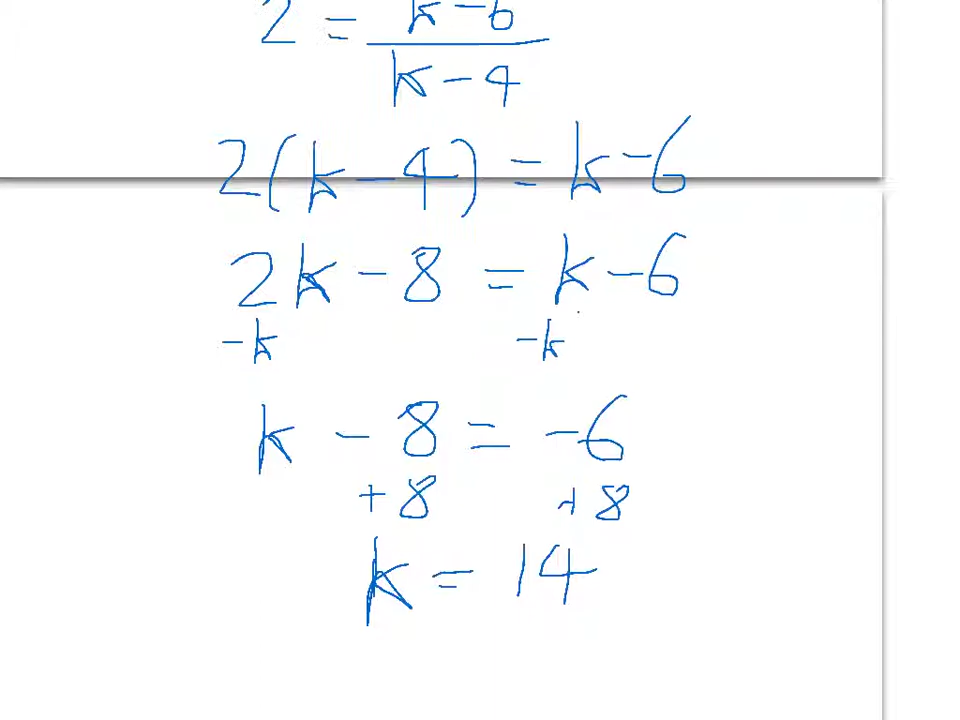 2 = k-6
k-4
2(k-4) = k-6
2k-8 = k-6
-k -k
k - 8 = -6
+8 +8
k = 14